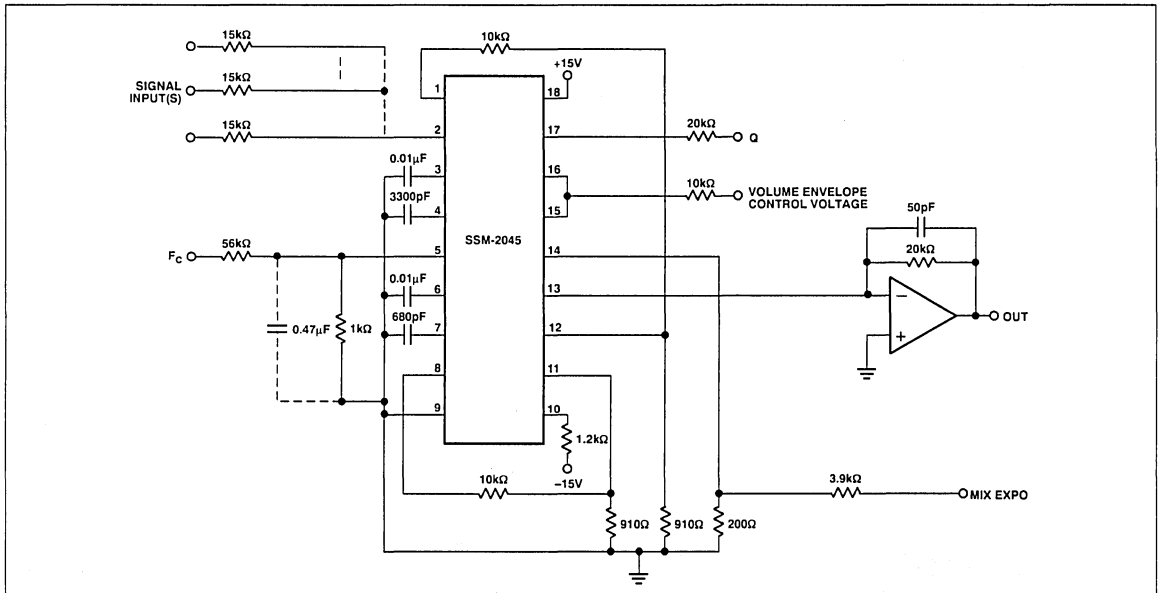 15kΩ
10kΩ
+15V
SIGNAL
INPUT(S)
15kΩ
1
18
15kΩ
2
17
20kΩ
Q
0.01μF
3
16
10kΩ
VOLUME ENVELOPE
CONTROL VOLTAGE
3300pF
4
15
50pF
SSM-2045
FC
56kΩ
5
14
20kΩ
0.01μF
6
13
−
0.47μF
1kΩ
680pF
7
12
+
OUT
8
11
9
10
1.2kΩ
10kΩ
−15V
3.9kΩ
MIX EXPO
910Ω
910Ω
200Ω